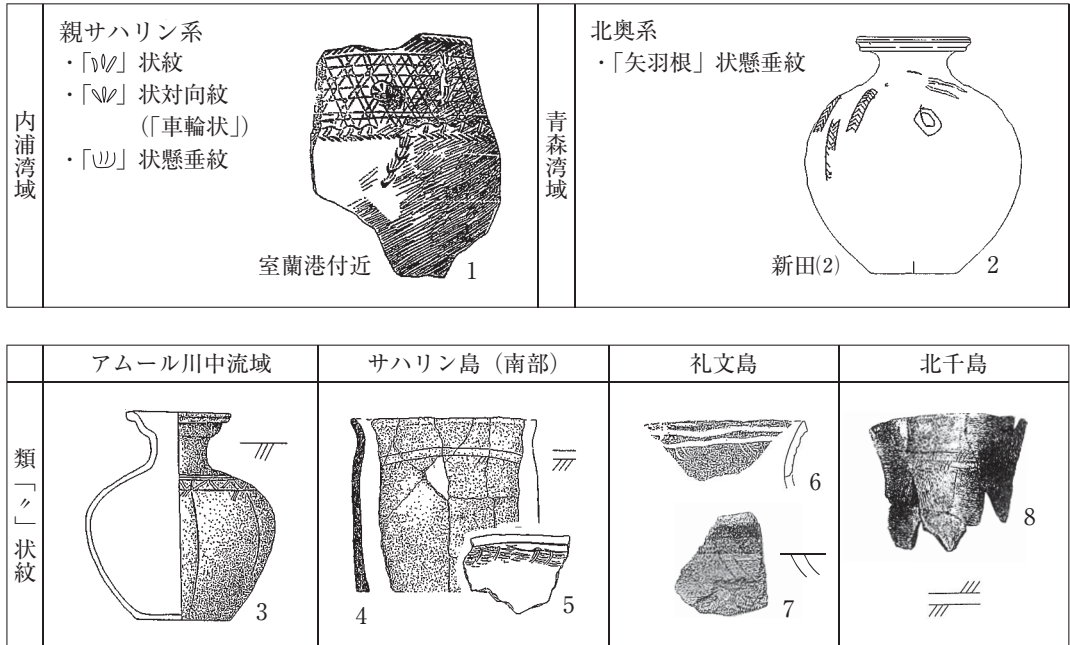 内浦湾域
親サハリン系
・「」状紋
・「」状対向紋
(「車輪状」)
・「」状懸垂紋
室蘭港付近
1
青森湾域
北奥系
・「矢羽根」状懸垂紋
新田(2)
2
アムール川中流域
サハリン島(南部)
礼文島
北千島
類「〃」状紋
3
4
5
6
7
8